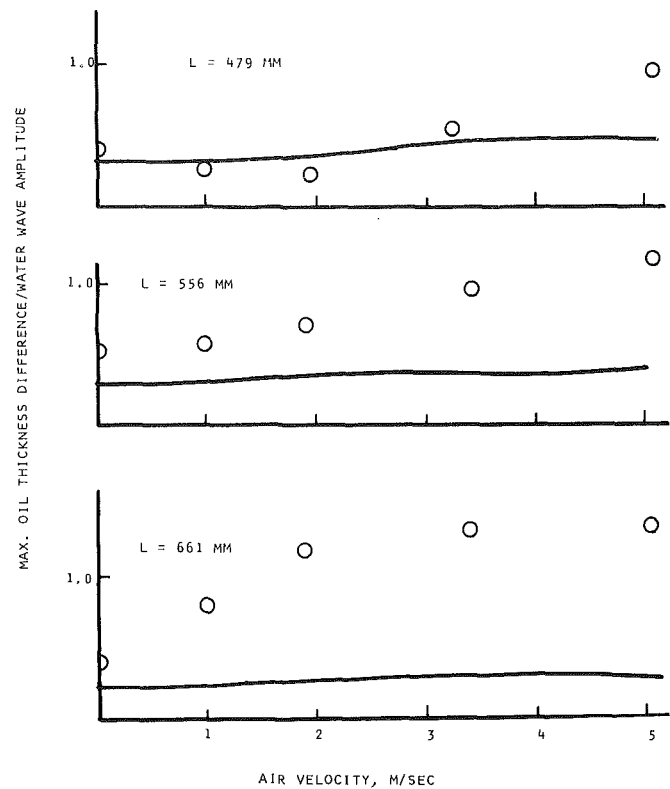 MAX. OIL THICKNESS DIFFERENCE/WATER WAVE AMPLITUDE
1.0
L = 479 MM
1.0
L = 556 MM
1.0
L = 661 MM
1 2 3 4 5
AIR VELOCITY, M/SEC